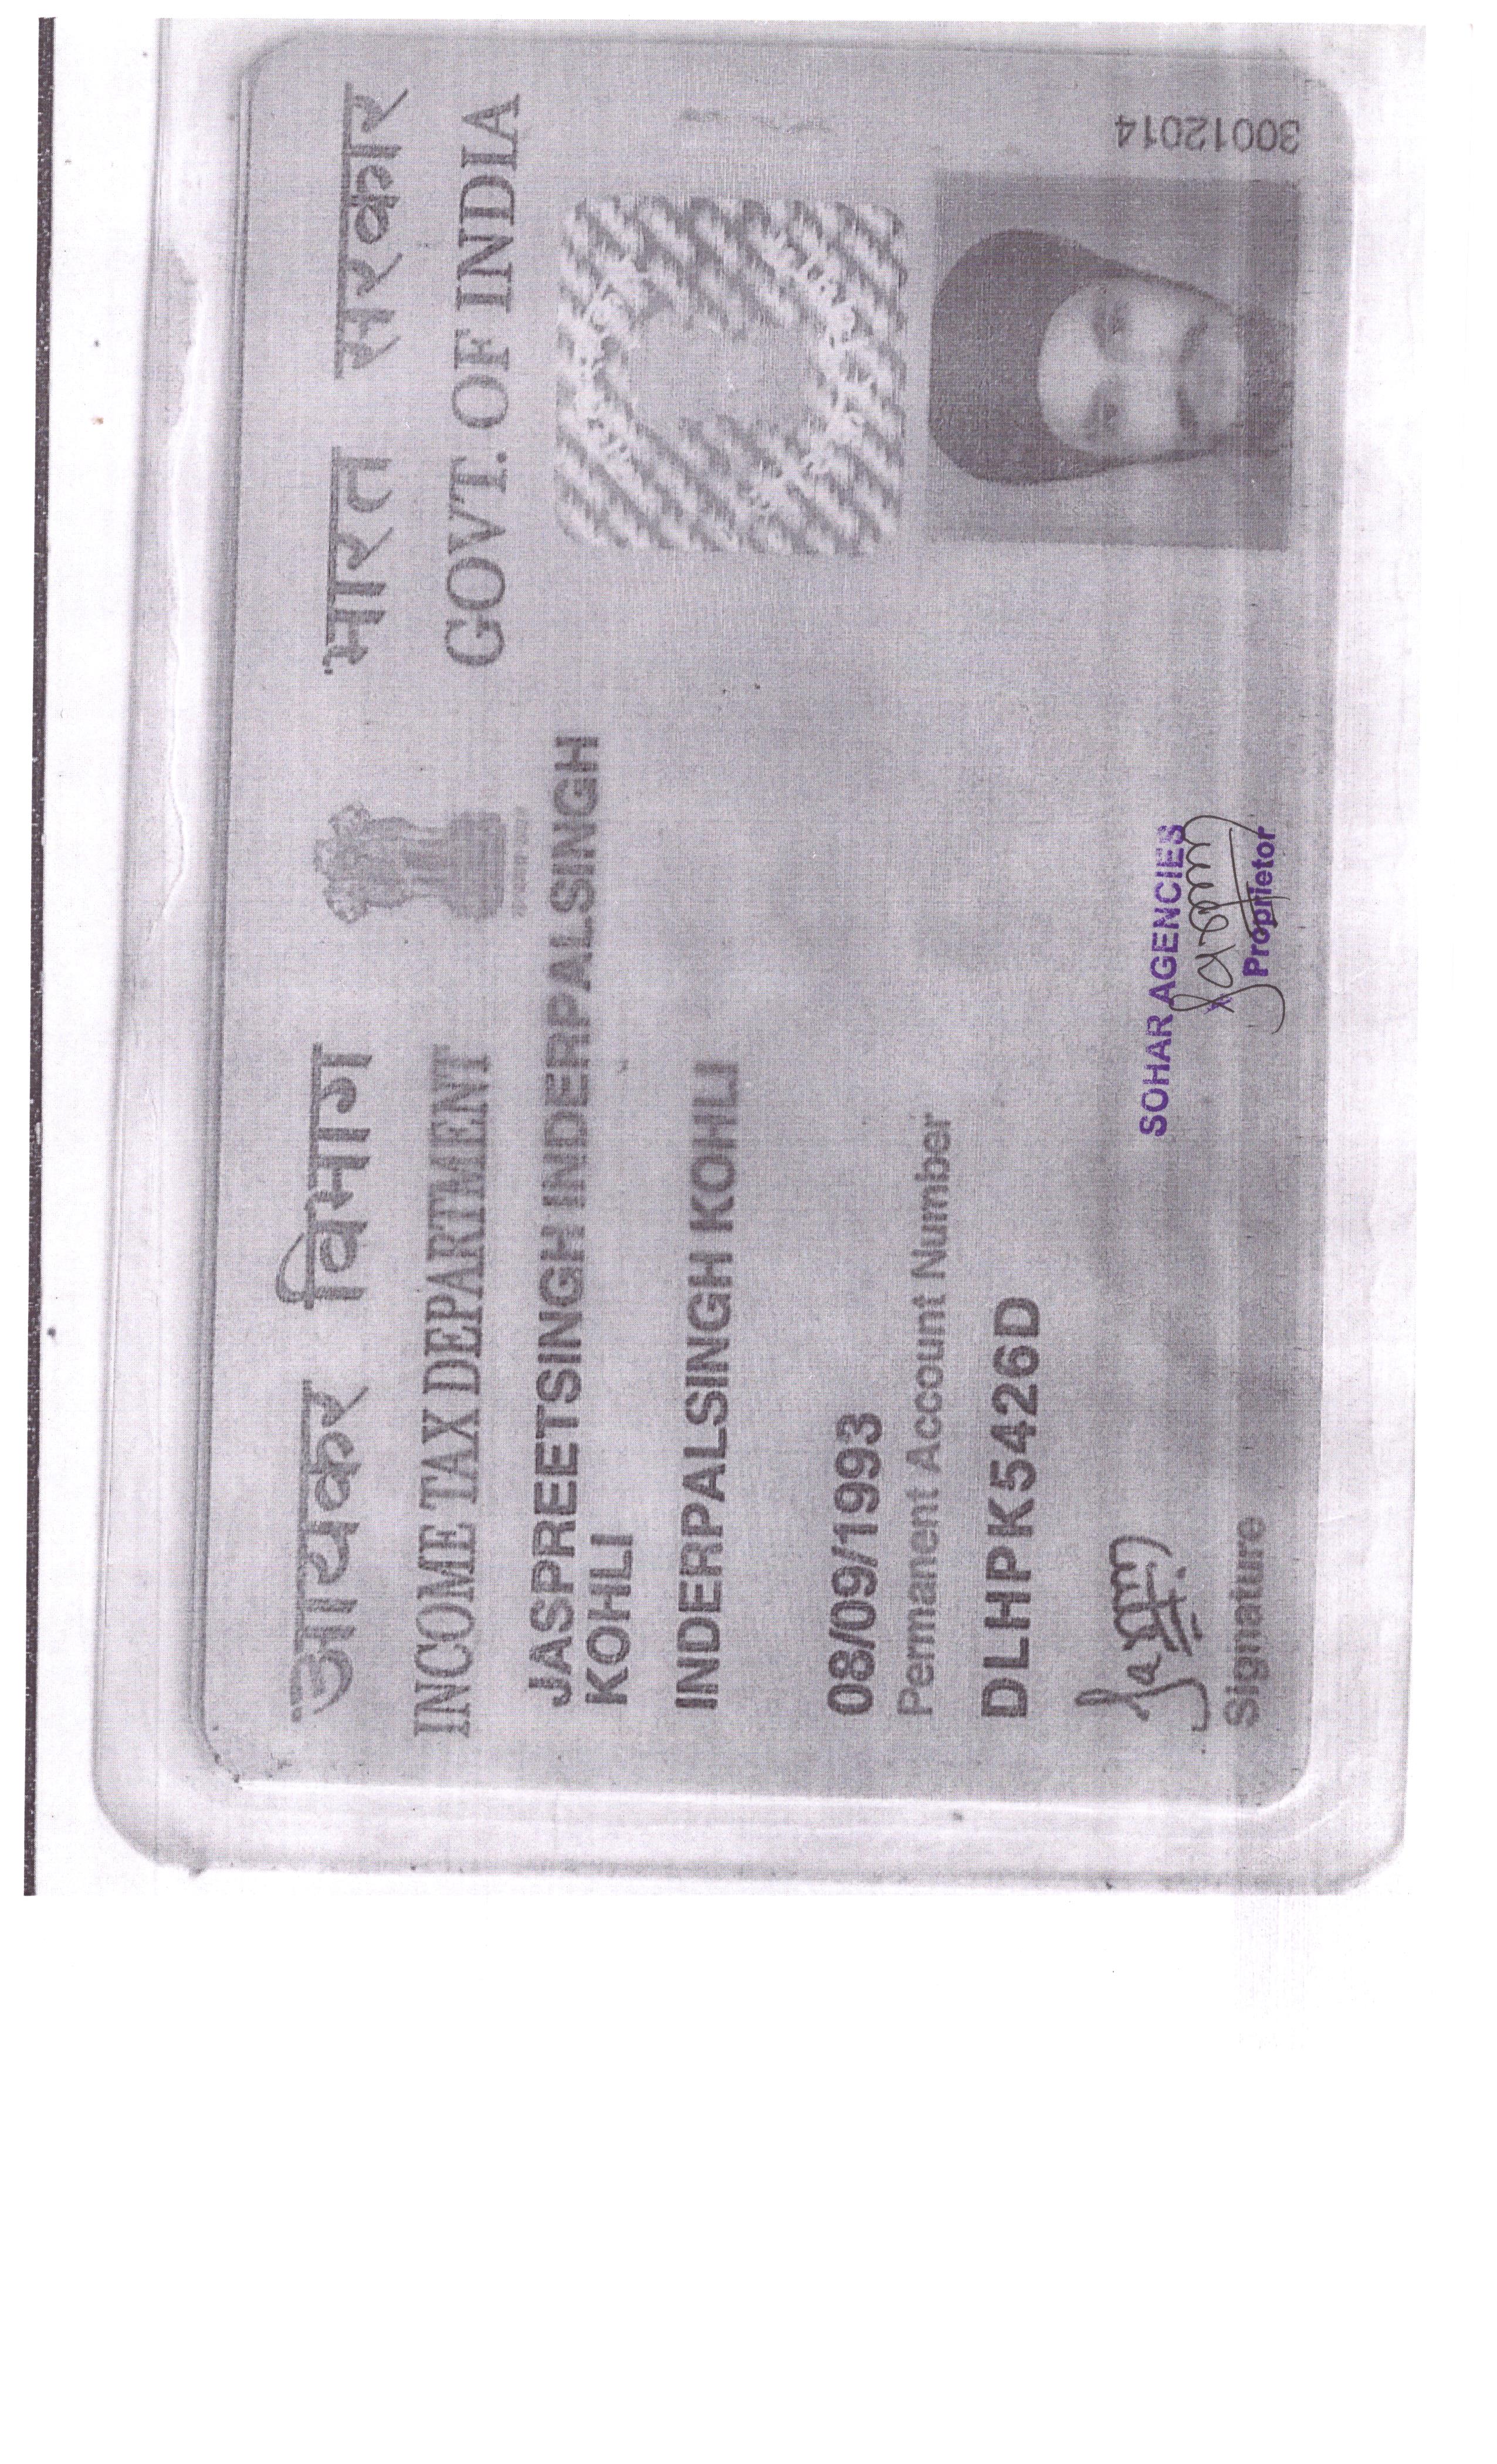 आयकर विभाग
INCOME TAX DEPARTMENT
भारत सरकार
GOVT. OF INDIA
JASPREETSINGH INDERPALSINGH
KOHLI
INDERPALSINGH KOHLI
08/09/1993
Permanent Account Number
DLHPK5426D
Signature
SOHAR AGENCIES
Proprietor
30012014